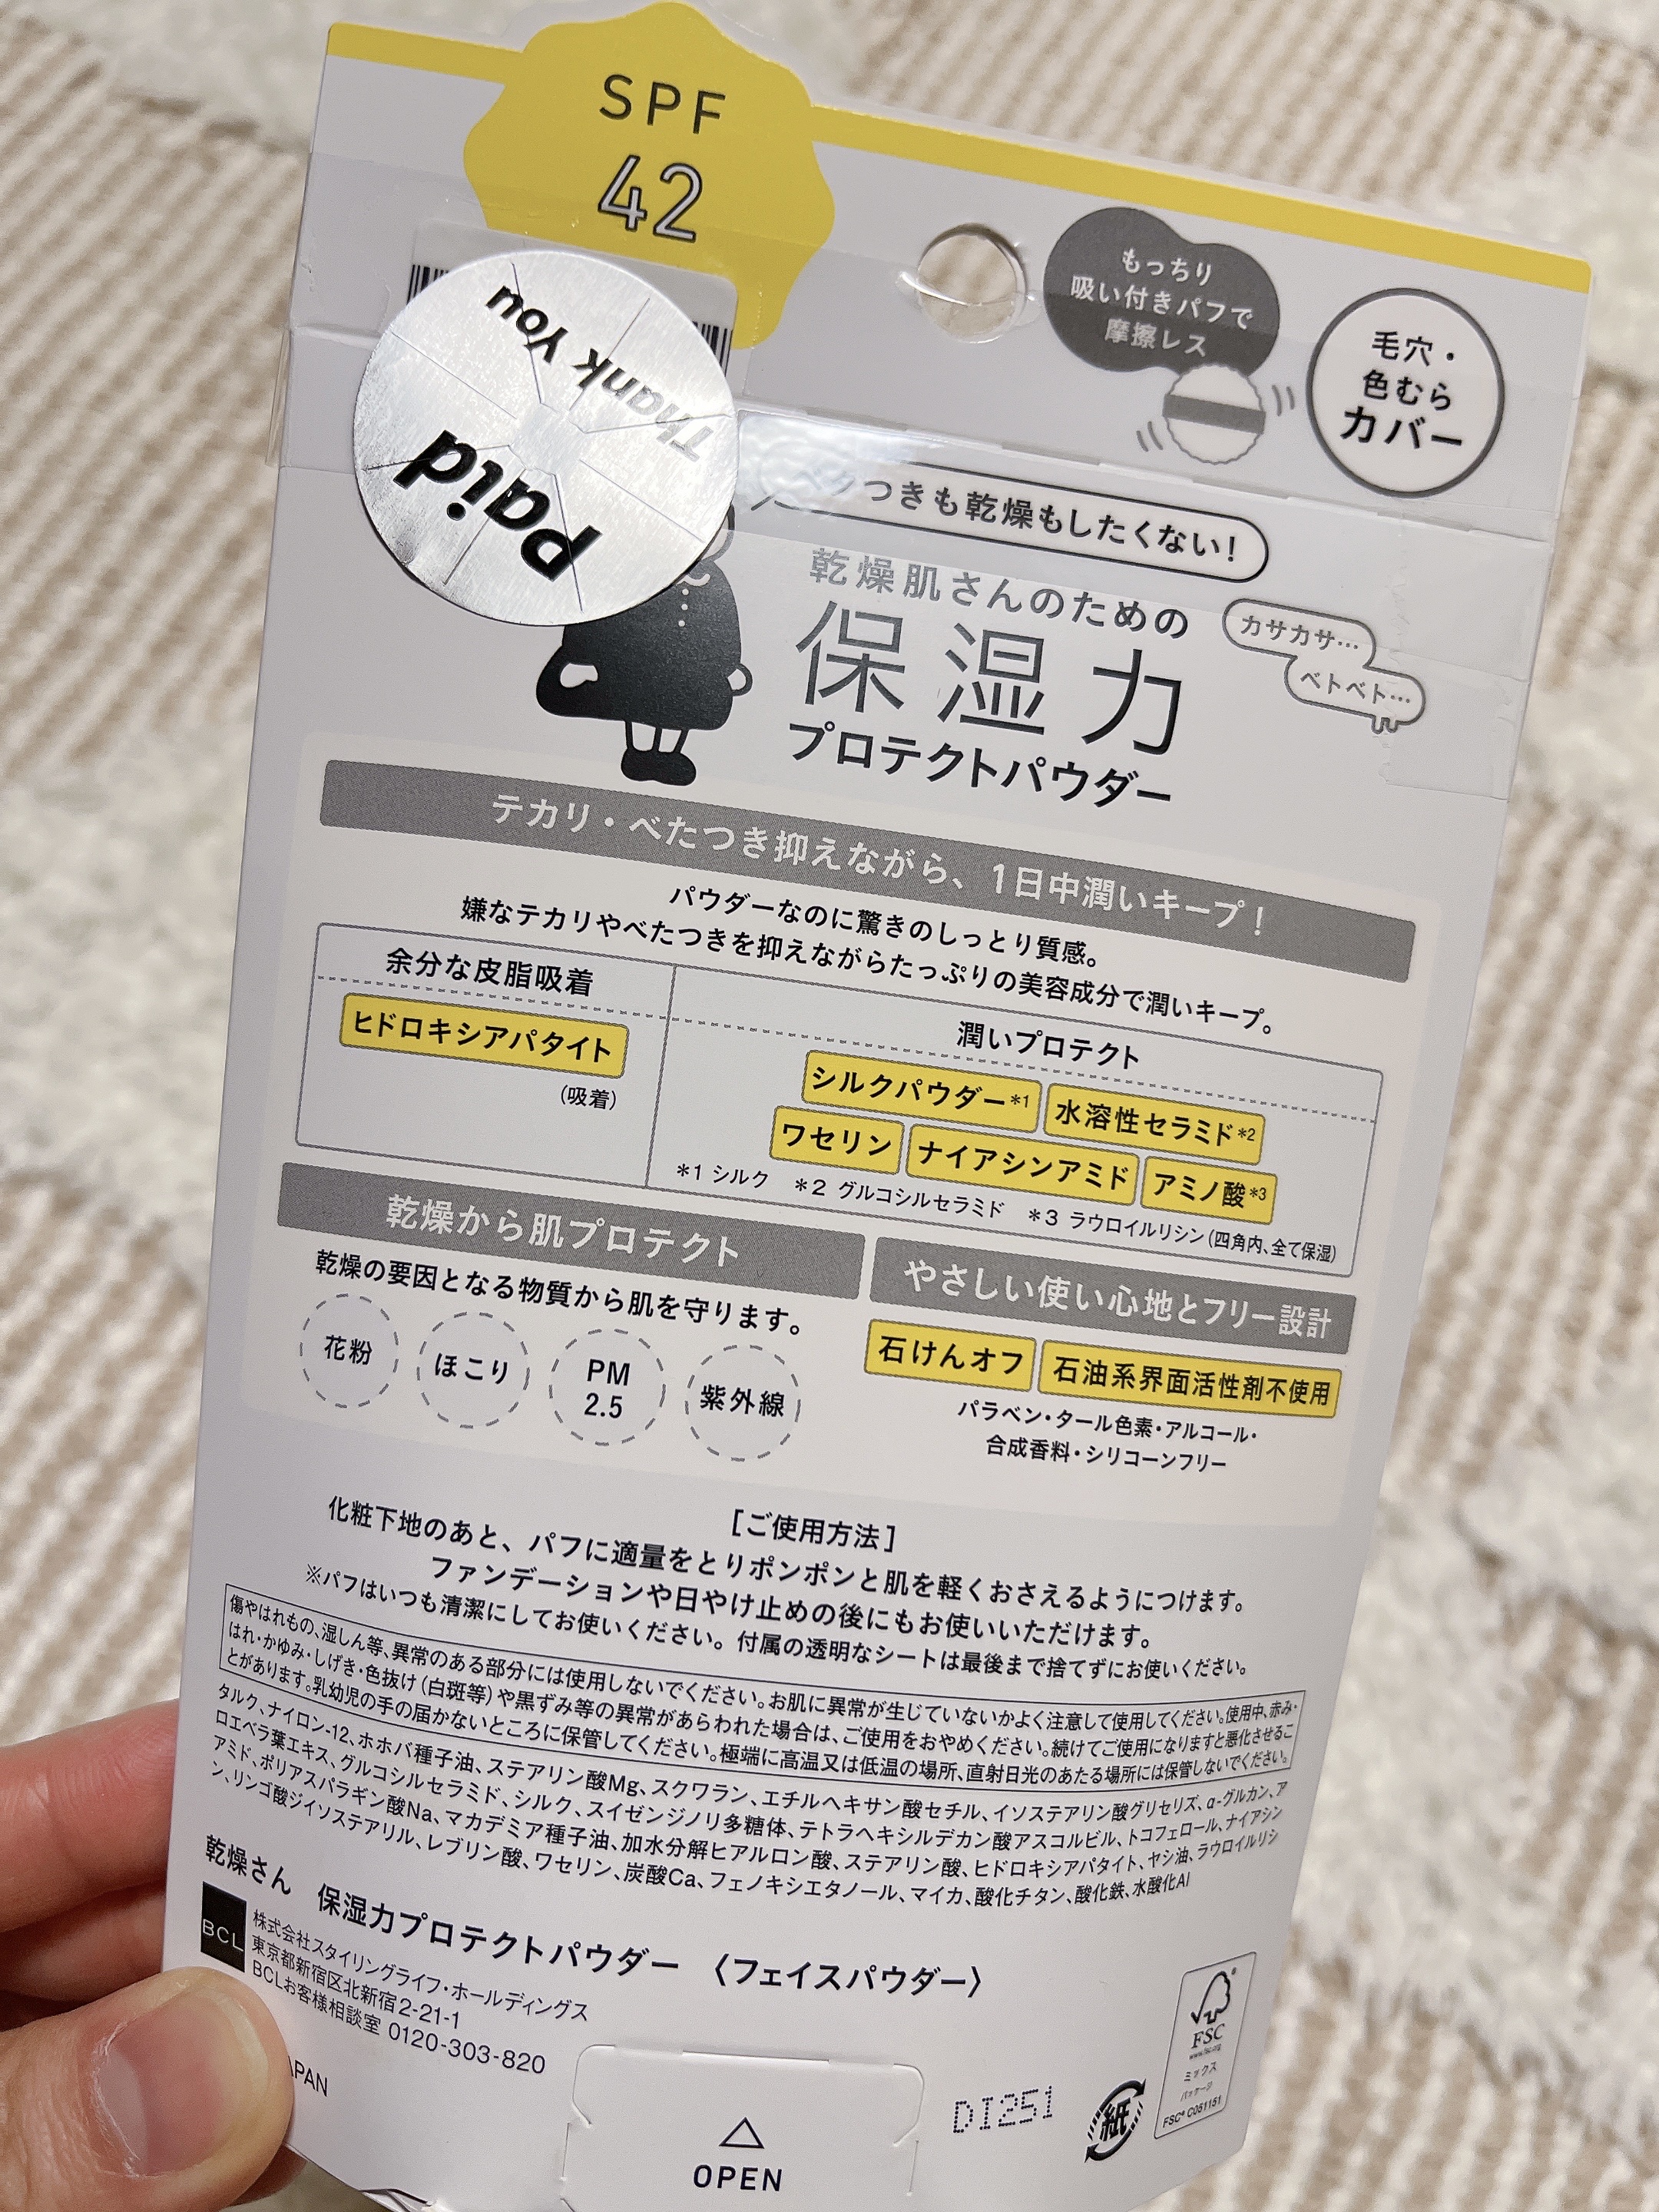 SPF
42
Thank You
Paid
もっちり
吸い付きパフで
摩擦レス
毛穴・
色むら
カバー
つきも乾燥もしたくない!
乾燥肌さんのための
保湿力
プロテクトパウダー
カサカサ…
ベトベト…
テカリ・べたつき抑えながら、1日中潤いキープ!
パウダーなのに驚きのしっとり質感。
嫌なテカリやべたつきを抑えながらたっぷりの美容成分で潤いキープ。
余分な皮脂吸着
ヒドロキシアパタイト
(吸着)
潤いプロテクト
シルクパウダー*1 水溶性セラミド*2
ワセリン ナイアシンアミド アミノ酸*3
*1 シルク *2 グルコシルセラミド *3 ラウロイルリシン(四角内、全て保湿)
乾燥から肌プロテクト
乾燥の要因となる物質から肌を守ります。
花粉
ほこり
PM
2.5
紫外線
やさしい使い心地とフリー設計
石けんオフ 石油系界面活性剤不使用
パラベン・タール色素・アルコール・
合成香料・シリコーンフリー
[ご使用方法]
化粧下地のあと、パフに適量をとりポンポンと肌を軽くおさえるようにつけます。
ファンデーションや日やけ止めの後にもお使いいただけます。
※パフはいつも清潔にしてお使いください。付属の透明なシートは最後まで捨てずにお使いください。
傷やはれもの、湿しん等、異常のある部分には使用しないでください。お肌に異常が生じていないかよく注意して使用してください。使用中、赤み・
はれ・かゆみ・しげき・色抜け(白斑等)や黒ずみ等の異常があらわれた場合は、ご使用をおやめください。続けてご使用になりますと悪化させるこ
とがあります。乳幼児の手の届かないところに保管してください。極端に高温又は低温の場所、直射日光のあたる場所には保管しないでください。
タルク、ナイロン-12、ホホバ種子油、ステアリン酸Mg、スクワラン、エチルヘキサン酸セチル、イソステアリン酸グリセリズ、α-グルカン、ア
ロエベラ葉エキス、グルコシルセラミド、シルク、スイゼンジノリ多糖体、テトラヘキシルデカン酸アスコルビル、トコフェロール、ナイアシン
アミド、ポリアスパラギン酸Na、マカデミア種子油、加水分解ヒアルロン酸、ステアリン酸、ヒドロキシアパタイト、ヤシ油、ラウロイルリシ
ン、リンゴ酸ジイソステアリル、レブリン酸、ワセリン、炭酸Ca、フェノキシエタノール、マイカ、酸化チタン、酸化鉄、水酸化Al
乾燥さん 保湿力プロテクトパウダー 〈フェイスパウダー〉
BCL
株式会社スタイリングライフ・ホールディングス
東京都新宿区北新宿2-21-1
BCLお客様相談室 0120-303-820
APAN
OPEN
DI251
紙
FSC
www.fsc.org
ミックス
パッケージ
FSC® C081151